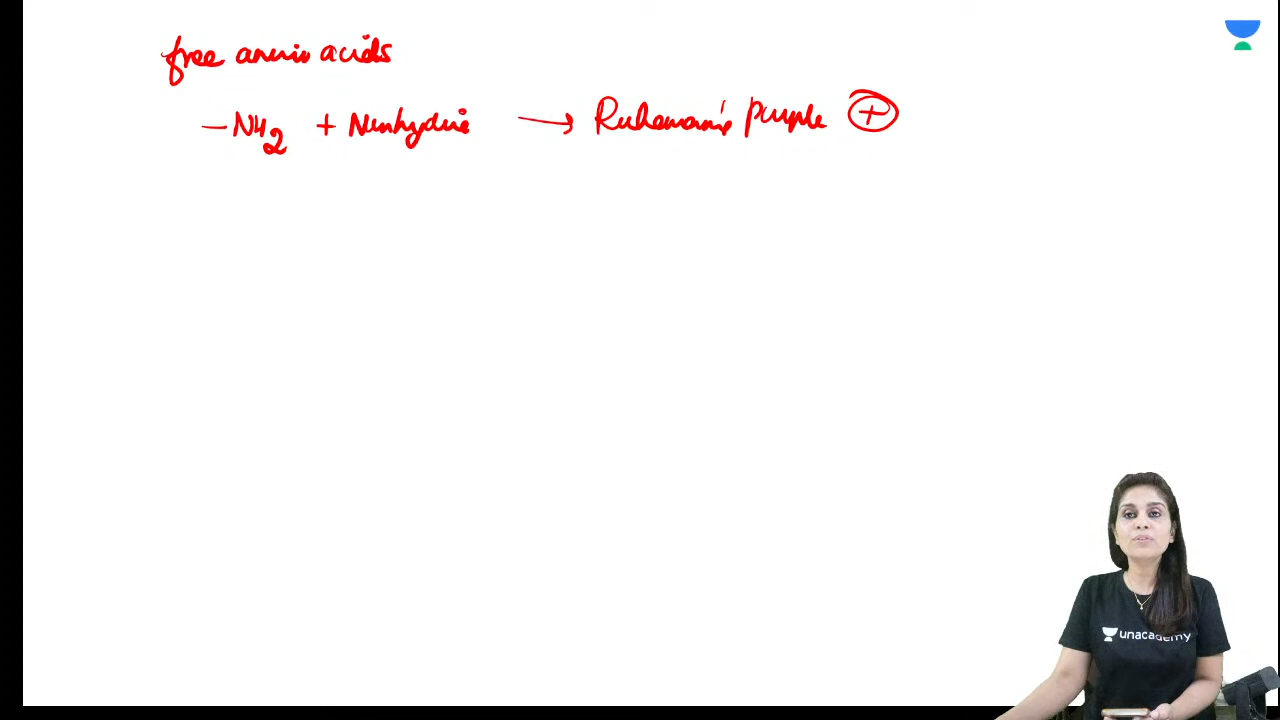 free amino acids
–NH2 + Ninhydrin → Ruhemann's purple +
unacademy